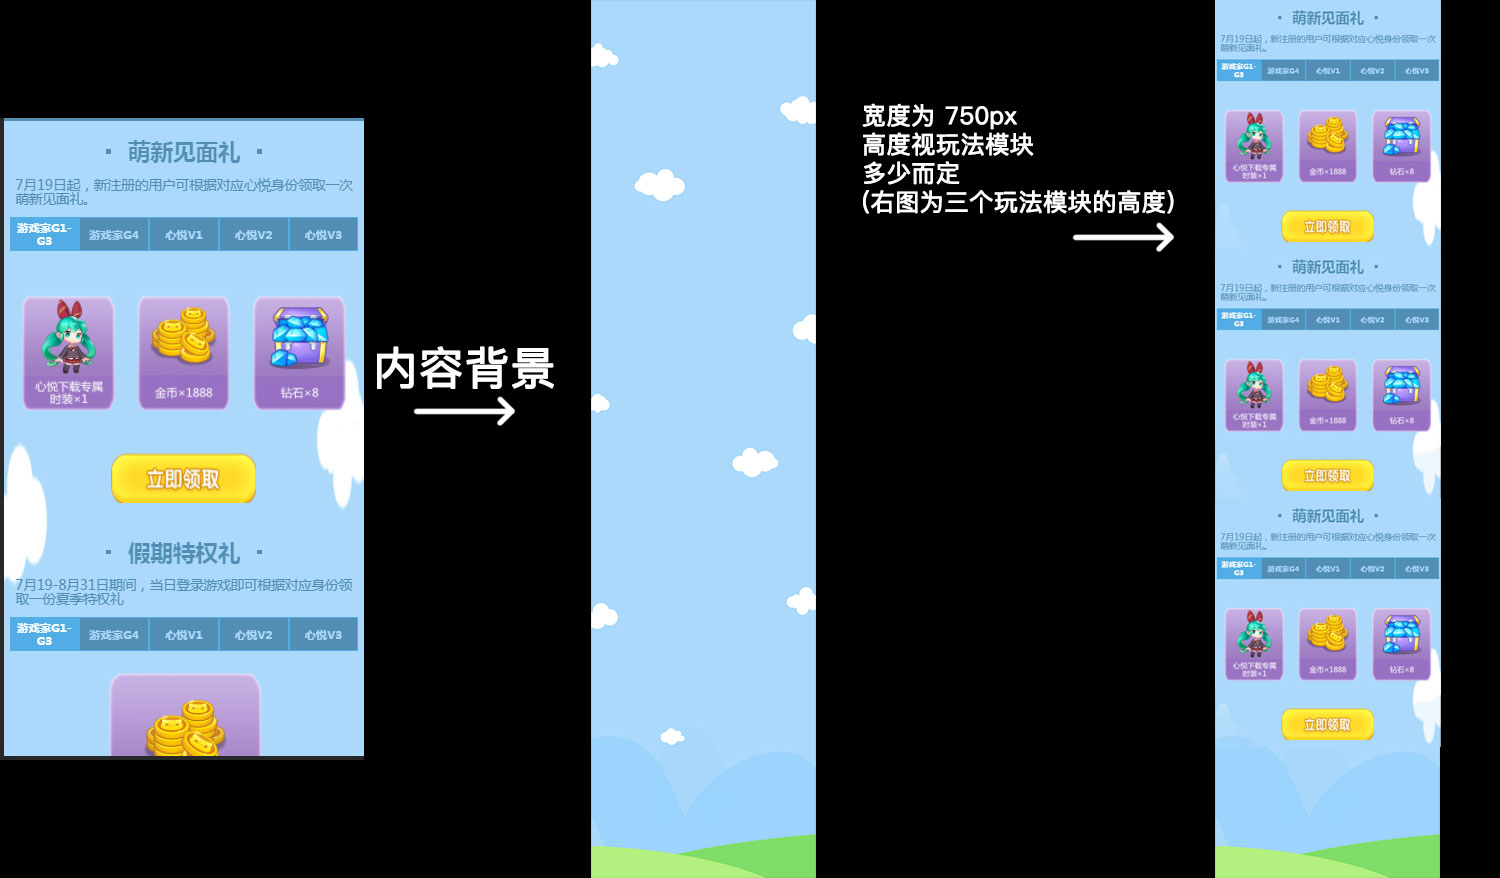 · 萌新见面礼 ·
7月19日起，新注册的用户可根据对应心悦身份领取一次
萌新见面礼。
游戏家G1-
G3
游戏家G4
心悦V1
心悦V2
心悦V3
心悦下载专属
时装×1
金币×1888
钻石×8
立即领取
· 假期特权礼 ·
7月19-8月31日期间，当日登录游戏即可根据对应身份领
取一份夏季特权礼
游戏家G1-
G3
游戏家G4
心悦V1
心悦V2
心悦V3
内容背景
宽度为 750px
高度视玩法模块
多少而定
(右图为三个玩法模块的高度)
· 萌新见面礼 ·
7月19日起，新注册的用户可根据对应心悦身份领取一次
萌新见面礼。
游戏家G1-
G3
游戏家G4
心悦V1
心悦V2
心悦V3
心悦下载专属
时装×1
金币×1888
钻石×8
立即领取
· 萌新见面礼 ·
7月19日起，新注册的用户可根据对应心悦身份领取一次
萌新见面礼。
游戏家G1-
G3
游戏家G4
心悦V1
心悦V2
心悦V3
心悦下载专属
时装×1
金币×1888
钻石×8
立即领取
· 萌新见面礼 ·
7月19日起，新注册的用户可根据对应心悦身份领取一次
萌新见面礼。
游戏家G1-
G3
游戏家G4
心悦V1
心悦V2
心悦V3
心悦下载专属
时装×1
金币×1888
钻石×8
立即领取